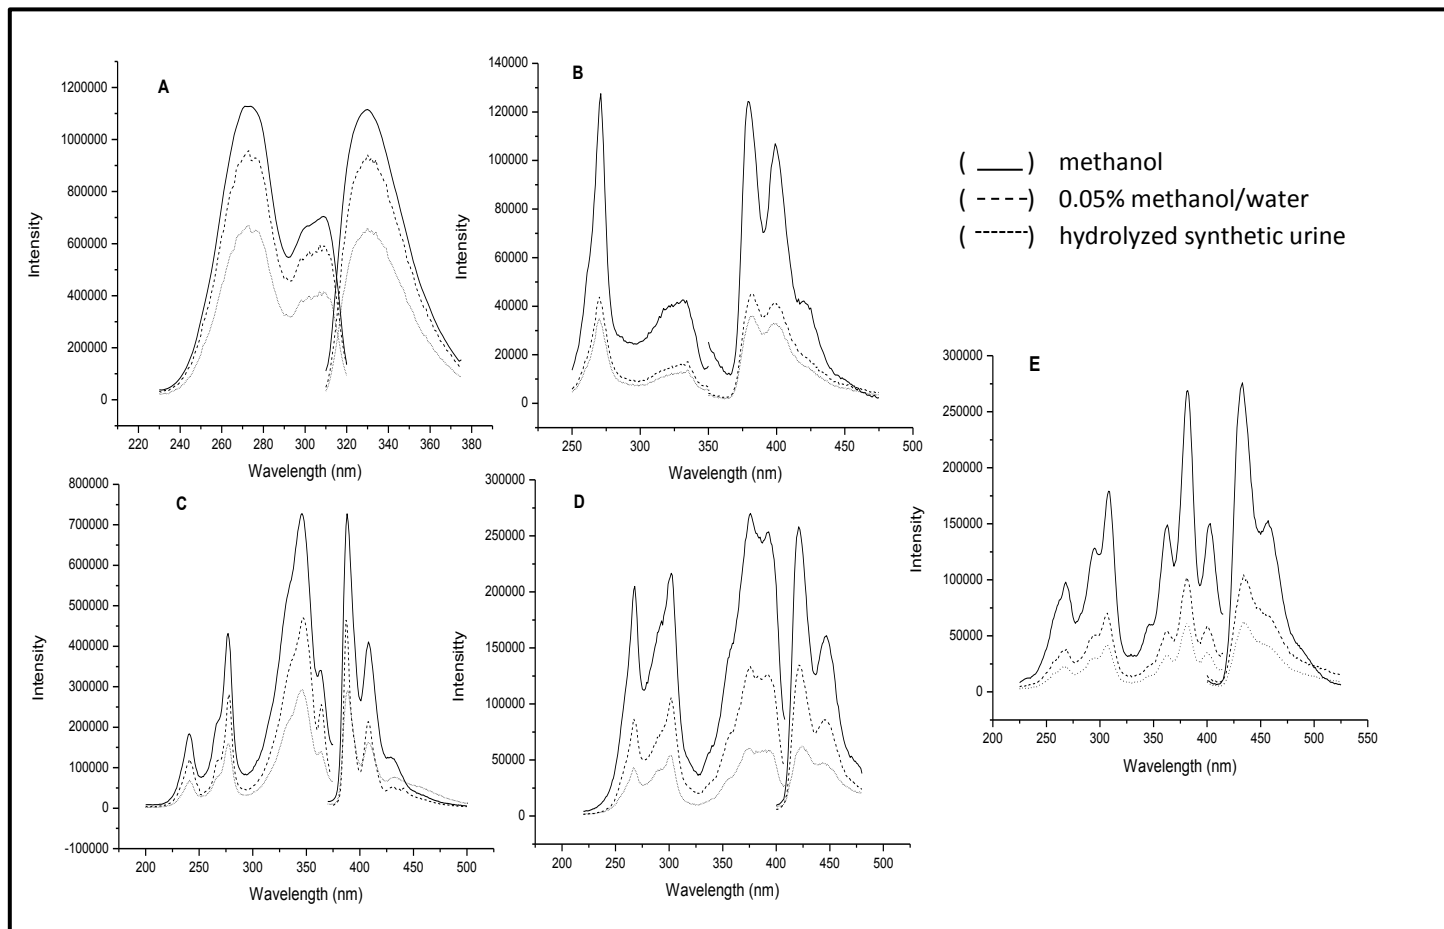 A
1200000
1000000
800000
600000
400000
200000
0
Intensity
220 240 260 280 300 320 340 360 380
Wavelength (nm)
B
140000
120000
100000
80000
60000
40000
20000
0
Intensity
250 300 350 400 450 500
Wavelength (nm)
( ) methanol
( ) 0.05% methanol/water
( ) hydrolyzed synthetic urine
C
800000
700000
600000
500000
400000
300000
200000
100000
0
-100000
Intensity
200 250 300 350 400 450 500
Wavelength (nm)
D
300000
250000
200000
150000
100000
50000
0
Intensitty
200 250 300 350 400 450 500
Wavelength (nm)
E
300000
250000
200000
150000
100000
50000
0
Intensity
200 250 300 350 400 450 500 550
Wavelength (nm)